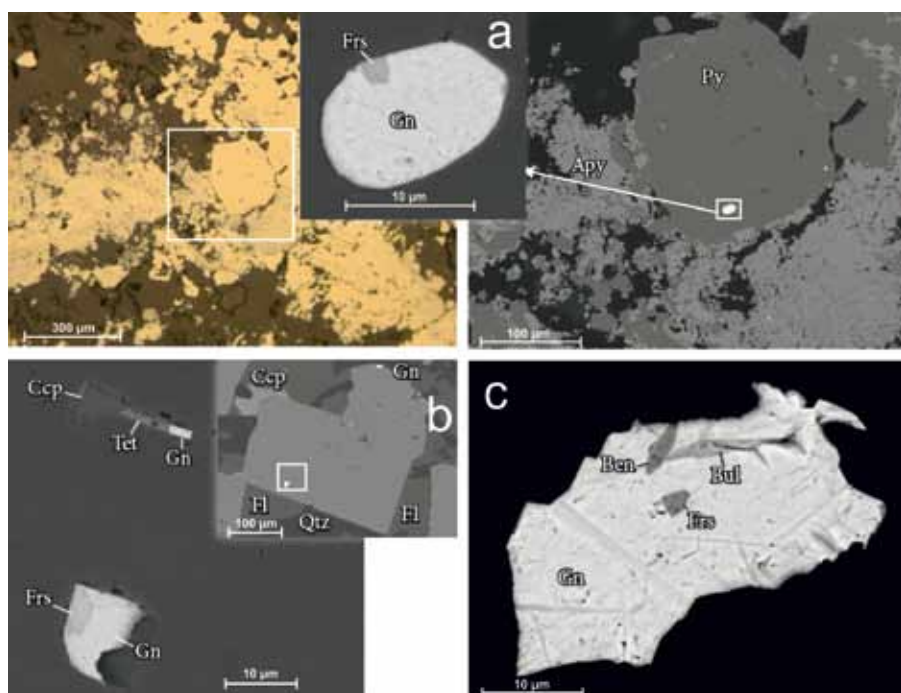 a
Frs
Gn
10 µm
300 µm
Py
Apy
100 µm
b
Ccp
Tet
Gn
Ccp
Gn
Fl
Qtz
Fl
100 µm
Frs
Gn
10 µm
c
Ben
Bul
Frs
Gn
10 µm